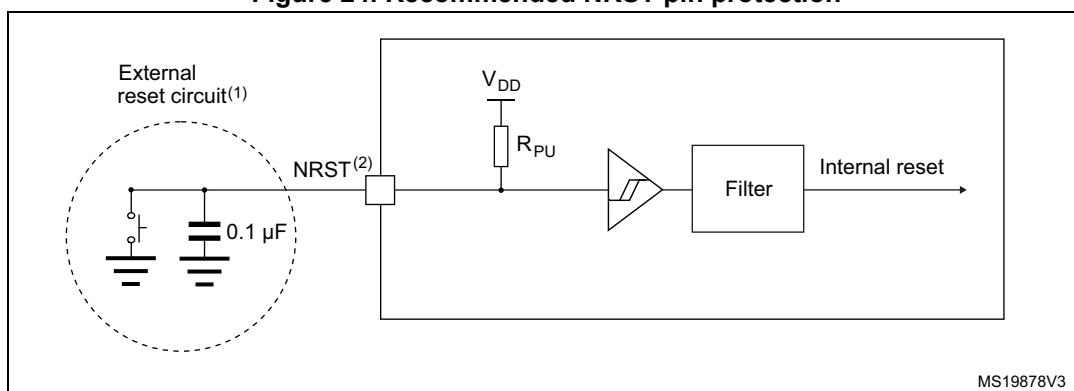 Figure 24. Recommended NRST pin protection
External
reset circuit(1)
VDD
RPU
NRST(2)
Internal reset
Filter
0.1 µF
MS19878V3